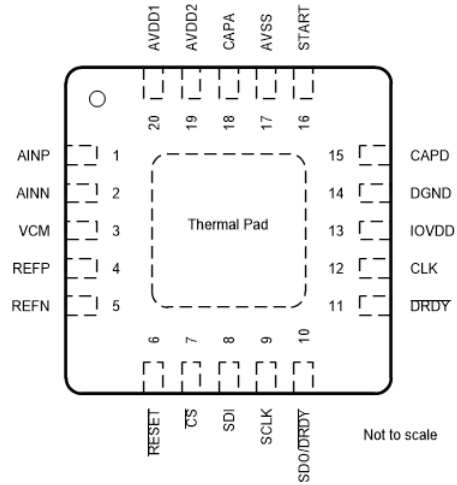 AVDD1
AVDD2
CAPA
AVSS
START
20
19
18
17
16
AINP 1
15 CAPD
AINN 2
14 DGND
VCM 3
13 IOVDD
REFP 4
12 CLK
REFN 5
11 DRDY
Thermal Pad
6
7
8
9
10
RESET
CS
SDI
SCLK
SDO/DRDY
Not to scale